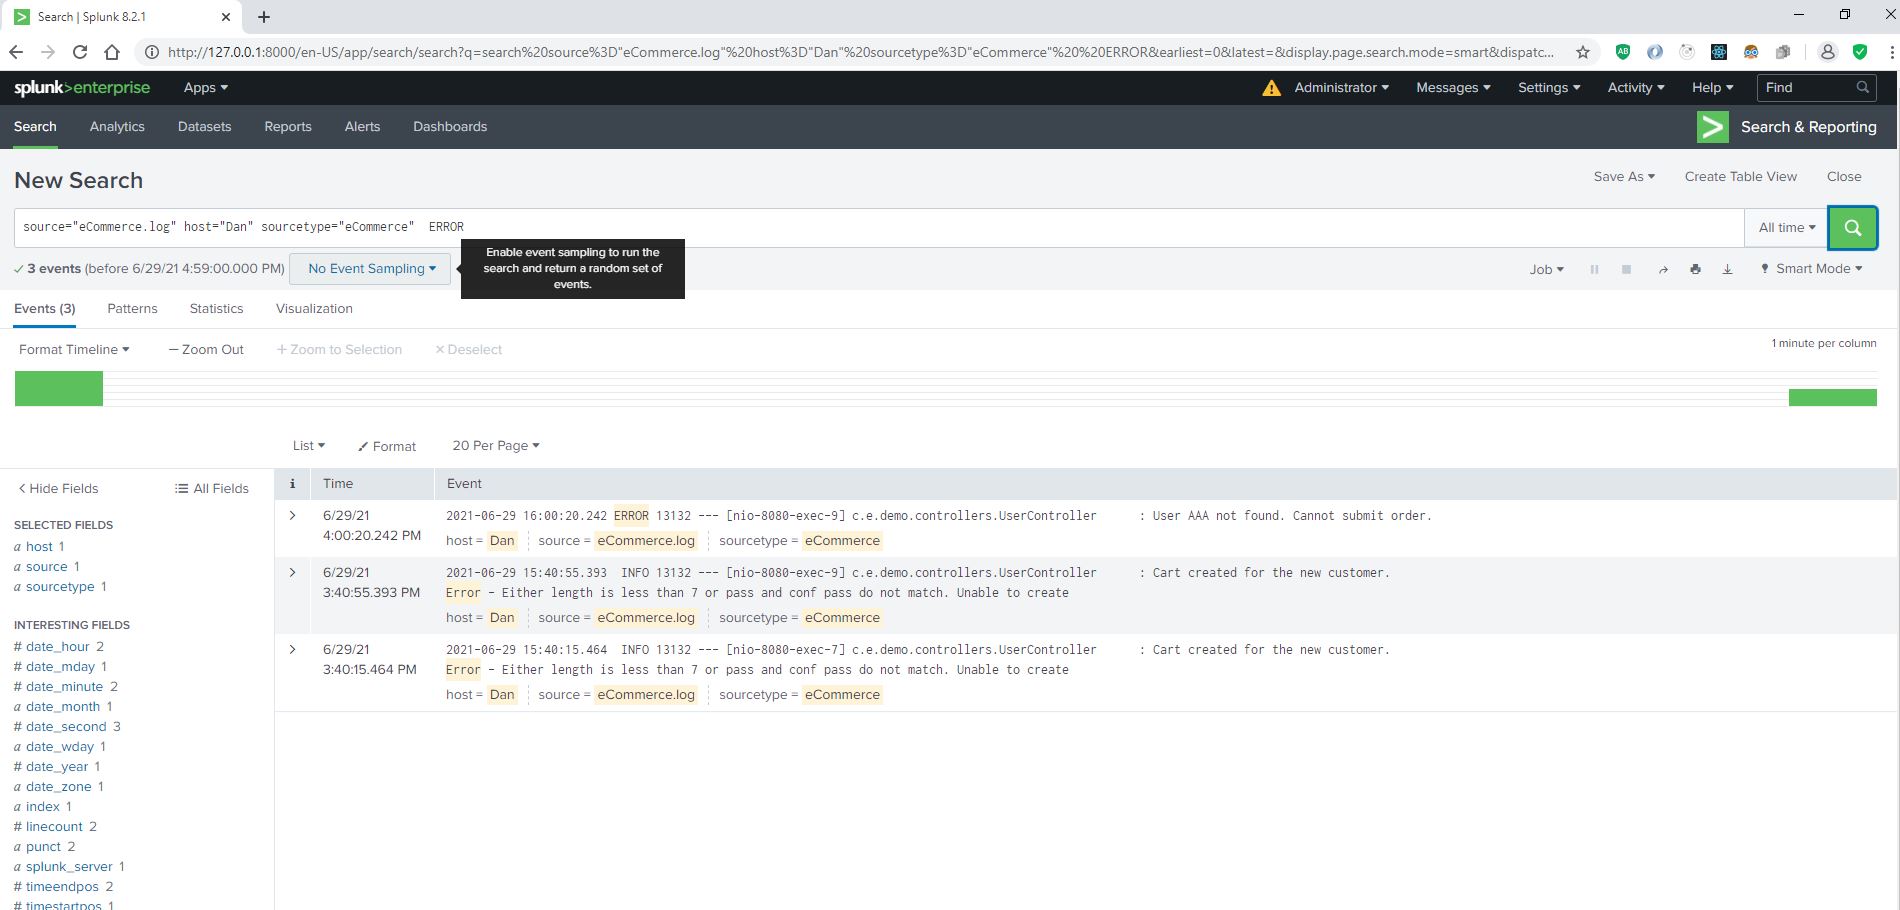 Search | Splunk 8.2.1
http://127.0.0.1:8000/en-US/app/search/search?q=search%20source%3D"eCommerce.log"%20host%3D"Dan"%20sourcetype%3D"eCommerce"%20%20ERROR&earliest=0&latest=&display.page.search.mode=smart&dispatc...
splunk>enterprise Apps Administrator Messages Settings Activity Help Find
Search Analytics Datasets Reports Alerts Dashboards Search & Reporting
New Search Save As Create Table View Close
source="eCommerce.log" host="Dan" sourcetype="eCommerce"  ERROR All time
3 events (before 6/29/21 4:59:00.000 PM) No Event Sampling Job Smart Mode
Enable event sampling to run the
search and return a random set of
events.
Events (3) Patterns Statistics Visualization
Format Timeline — Zoom Out + Zoom to Selection × Deselect 1 minute per column
List Format 20 Per Page
< Hide Fields All Fields
i Time Event
SELECTED FIELDS
a host 1
a source 1
a sourcetype 1
INTERESTING FIELDS
# date_hour 2
# date_mday 1
# date_minute 2
a date_month 1
# date_second 3
a date_wday 1
# date_year 1
a date_zone 1
a index 1
# linecount 2
a punct 2
a splunk_server 1
# timeendpos 2
# timestartpos 1
6/29/21
4:00:20.242 PM
2021-06-29 16:00:20.242 ERROR 13132 --- [nio-8080-exec-9] c.e.demo.controllers.UserController      : User AAA not found. Cannot submit order.
host = Dan source = eCommerce.log sourcetype = eCommerce
6/29/21
3:40:55.393 PM
2021-06-29 15:40:55.393  INFO 13132 --- [nio-8080-exec-9] c.e.demo.controllers.UserController      : Cart created for the new customer.
Error - Either length is less than 7 or pass and conf pass do not match. Unable to create
host = Dan source = eCommerce.log sourcetype = eCommerce
6/29/21
3:40:15.464 PM
2021-06-29 15:40:15.464  INFO 13132 --- [nio-8080-exec-7] c.e.demo.controllers.UserController      : Cart created for the new customer.
Error - Either length is less than 7 or pass and conf pass do not match. Unable to create
host = Dan source = eCommerce.log sourcetype = eCommerce